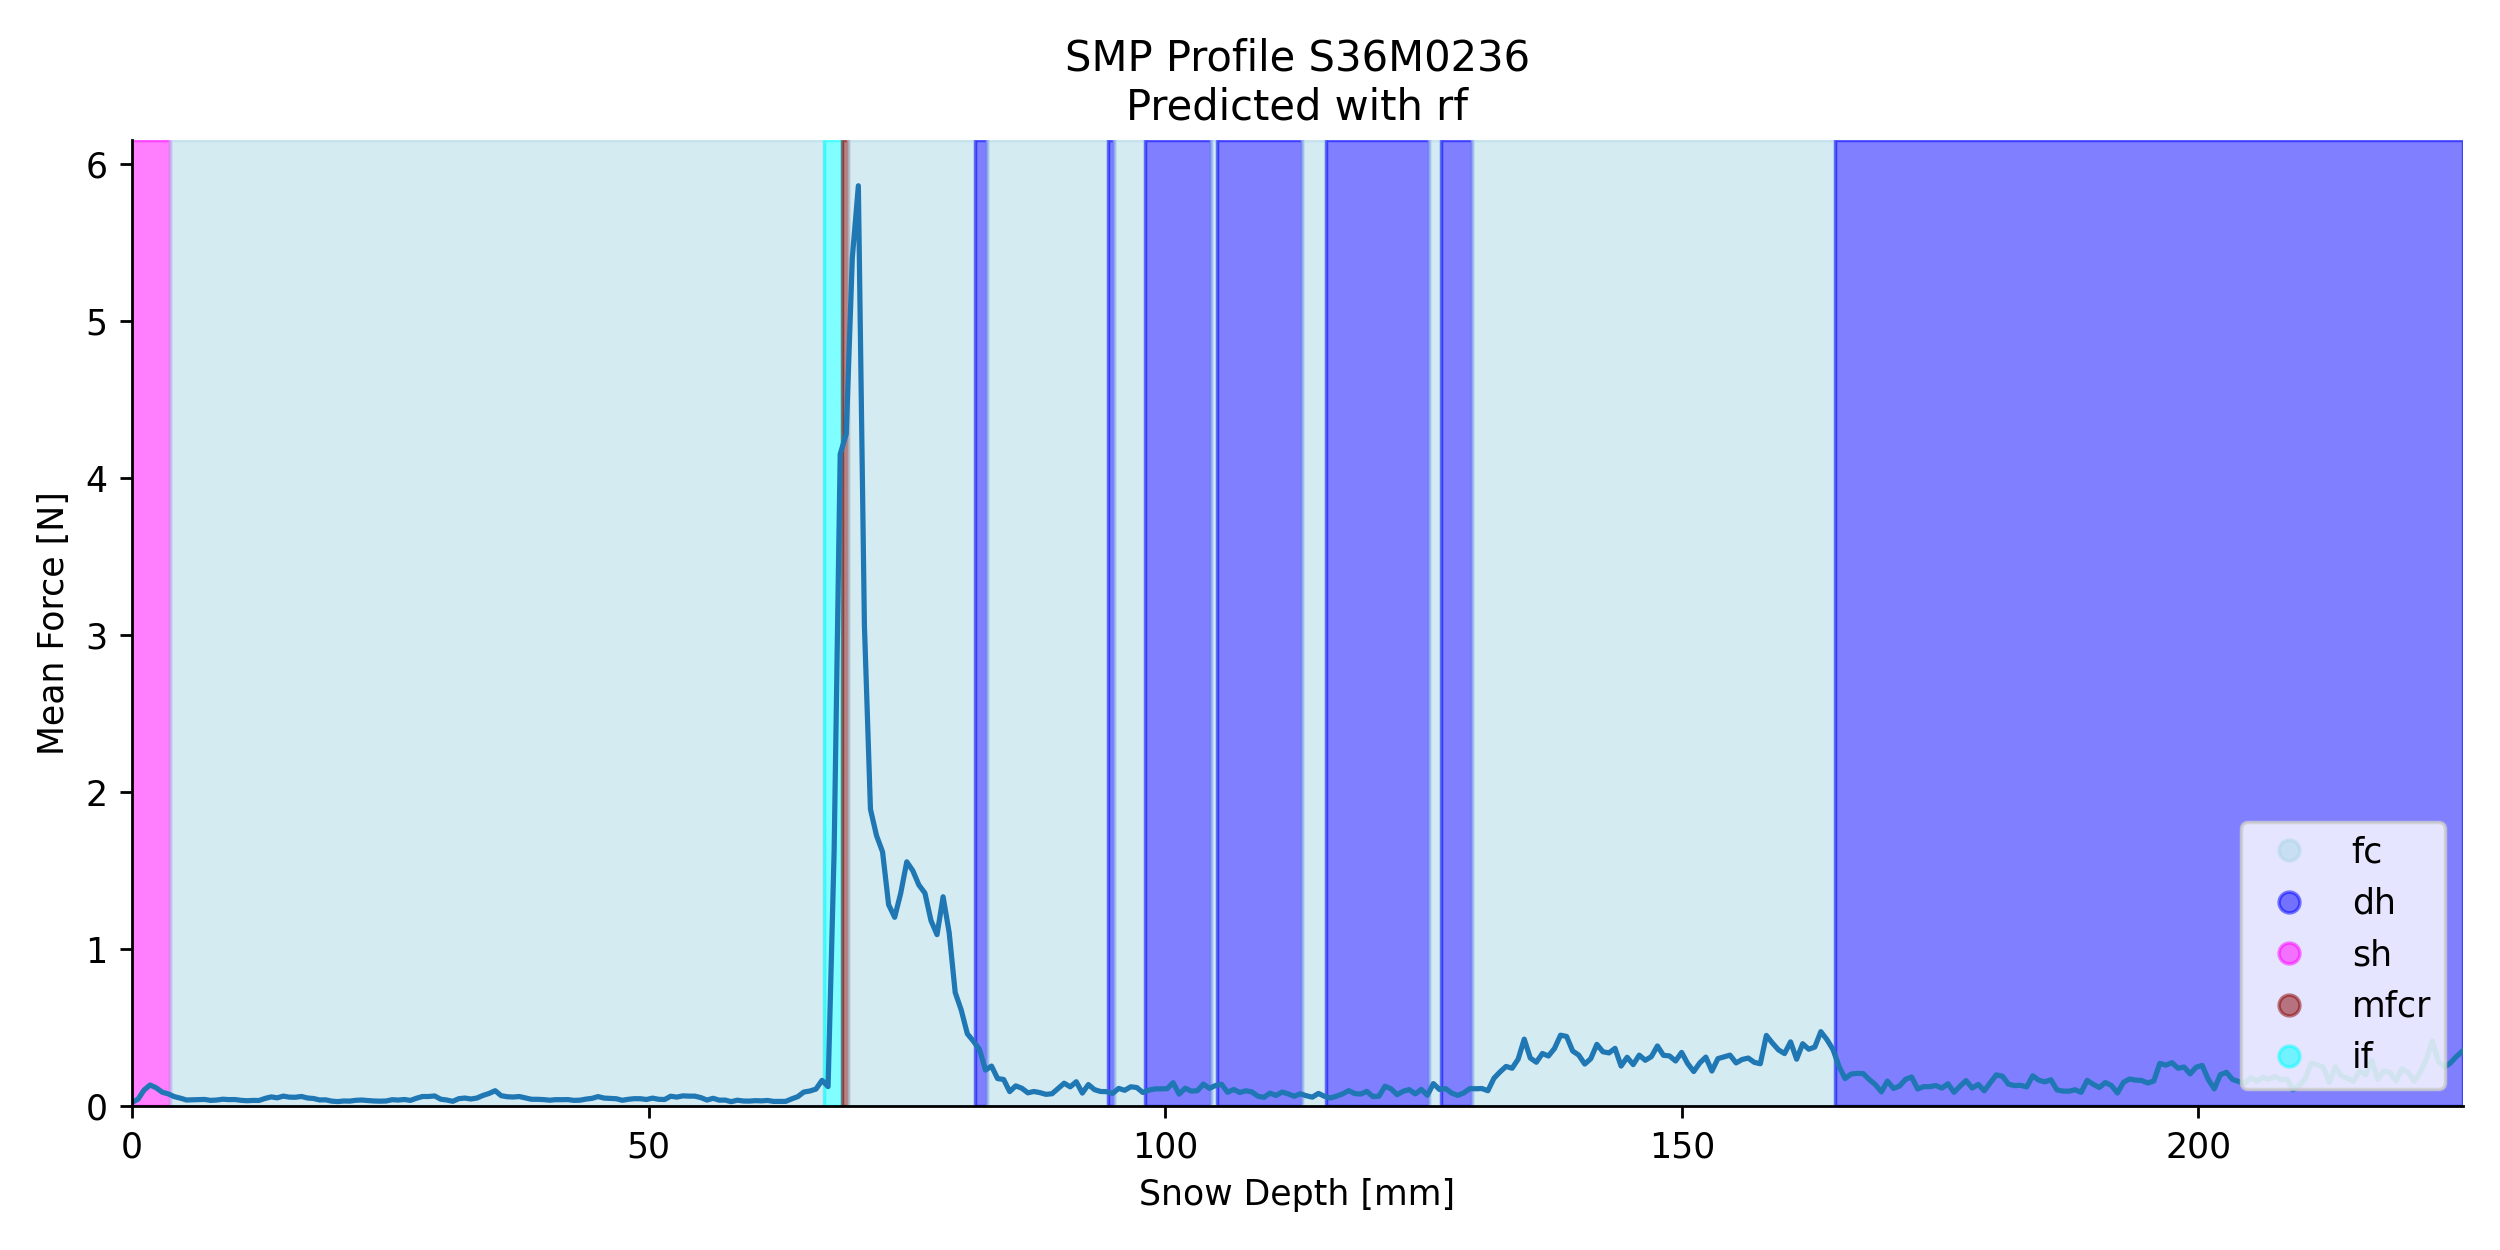 SMP Profile S36M0236
Predicted with rf
6
5
4
3
2
1
0
Mean Force [N]
0 50 100 150 200
Snow Depth [mm]
fc
dh
sh
mfcr
if